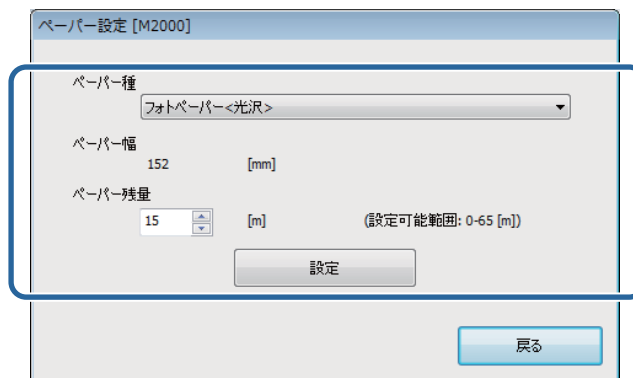 ペーパー設定 [M2000]
ペーパー種
フォトペーパー<光沢>
ペーパー幅
152 [mm]
ペーパー残量
15 [m] (設定可能範囲: 0-65 [m])
設定
戻る